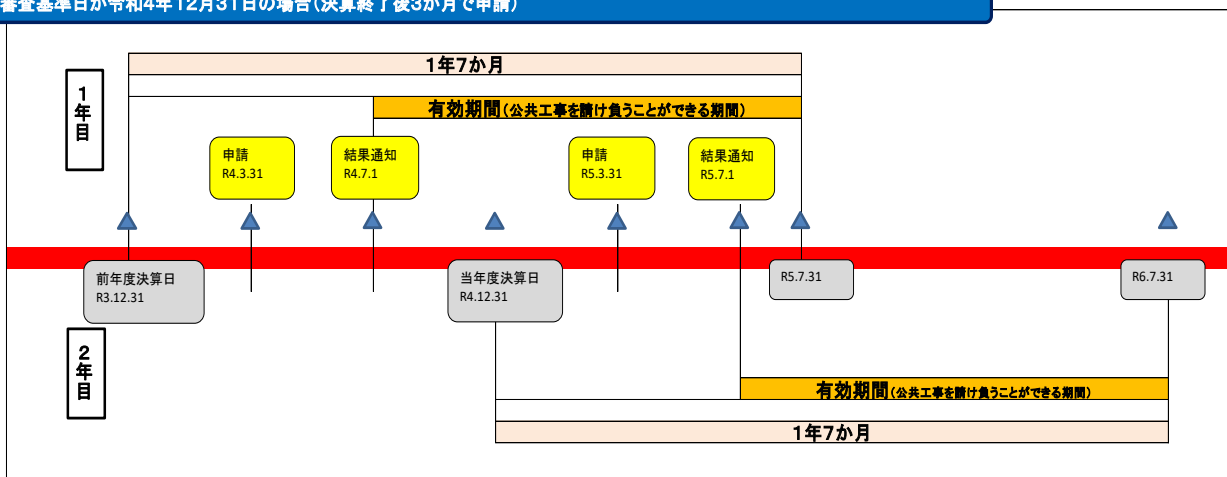 審査基準日が令和4年12月31日の場合(決算終了後3か月で申請)
1年7か月
1年目
有効期間(公共工事を請け負うことができる期間)
申請
R4.3.31
結果通知
R4.7.1
申請
R5.3.31
結果通知
R5.7.1
前年度決算日
R3.12.31
当年度決算日
R4.12.31
R5.7.31
R6.7.31
2年目
有効期間(公共工事を請け負うことができる期間)
1年7か月